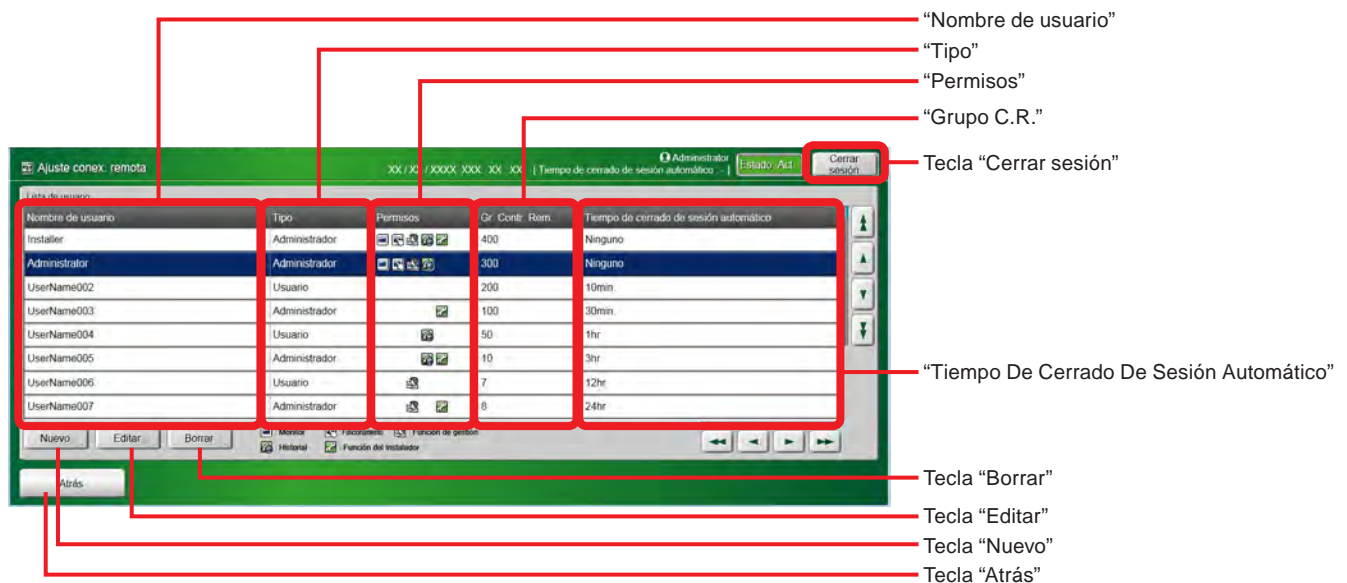 “Nombre de usuario”
“Tipo”
“Permisos”
“Grupo C.R.”
Ajuste conex. remota
XX / XX / XXXX XXX XX XX [ Tiempo de cerrado de sesión automático : - ]
Administrator
Estado. Act.
Cerrar sesión
Tecla “Cerrar sesión”
Lista de usuario
Nombre de usuario Tipo Permisos Gr. Contr. Rem. Tiempo de cerrado de sesión automático
Installer Administrador 400 Ninguno
Administrator Administrador 300 Ninguno
UserName002 Usuario 200 10min.
UserName003 Administrador 100 30min.
UserName004 Usuario 50 1hr
UserName005 Administrador 10 3hr
UserName006 Usuario 7 12hr
UserName007 Administrador 8 24hr
“Tiempo De Cerrado De Sesión Automático”
Nuevo Editar Borrar
Monitor Función de gestión
Historial Función del instalador
Atrás
Tecla “Borrar”
Tecla “Editar”
Tecla “Nuevo”
Tecla “Atrás”